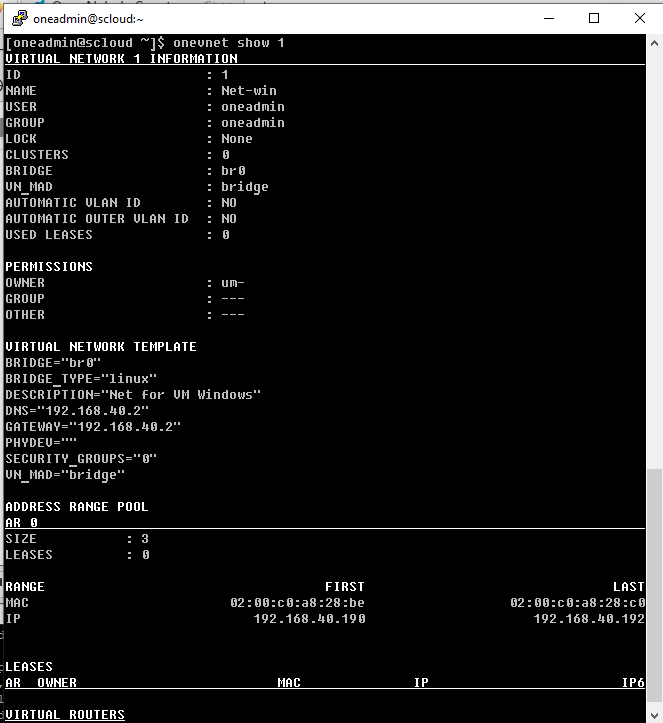 oneadmin@scloud:~
[oneadmin@scloud ~]$ onevnet show 1
VIRTUAL NETWORK 1 INFORMATION
ID : 1
NAME : Net-win
USER : oneadmin
GROUP : oneadmin
LOCK : None
CLUSTERS : 0
BRIDGE : br0
VN_MAD : bridge
AUTOMATIC VLAN ID : NO
AUTOMATIC OUTER VLAN ID : NO
USED LEASES : 0
PERMISSIONS
OWNER : um-
GROUP : ---
OTHER : ---
VIRTUAL NETWORK TEMPLATE
BRIDGE="br0"
BRIDGE_TYPE="linux"
DESCRIPTION="Net for VM Windows"
DNS="192.168.40.2"
GATEWAY="192.168.40.2"
PHYDEV=""
SECURITY_GROUPS="0"
VN_MAD="bridge"
ADDRESS RANGE POOL
AR 0
SIZE : 3
LEASES : 0
RANGE FIRST LAST
MAC 02:00:c0:a8:28:be 02:00:c0:a8:28:c0
IP 192.168.40.190 192.168.40.192
LEASES
AR OWNER MAC IP IP6
VIRTUAL ROUTERS